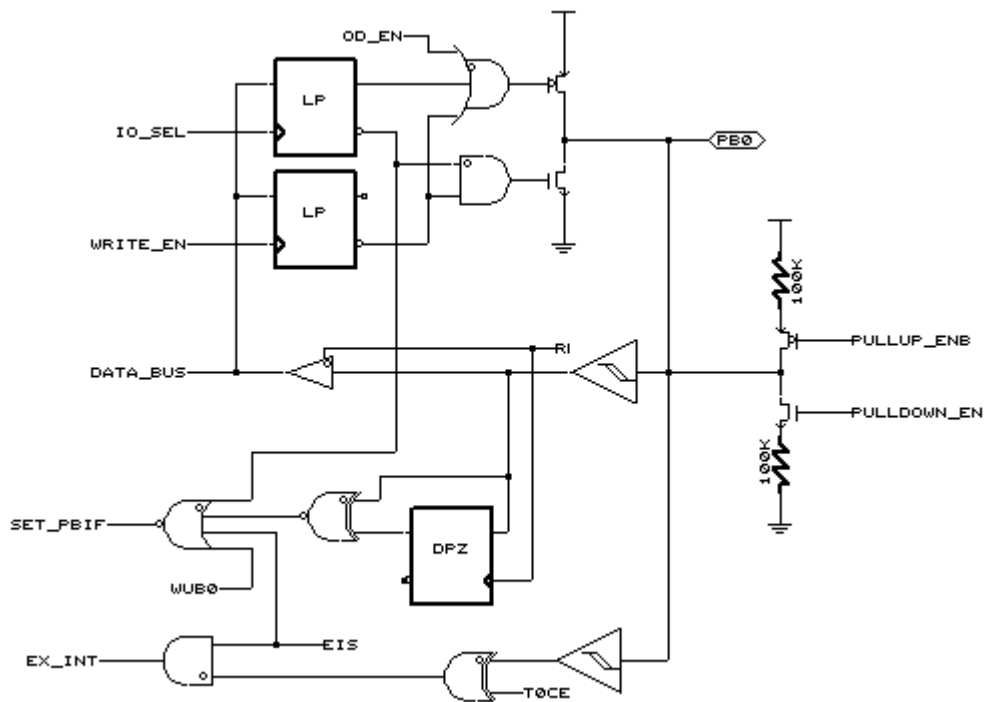 OD_EN
LP
IO_SEL
PB0
LP
WRITE_EN
100K
RI
PULLUP_ENB
DATA_BUS
PULLDOWN_EN
100K
SET_PBIF
DPZ
WUB0
EIS
EX_INT
T0CE